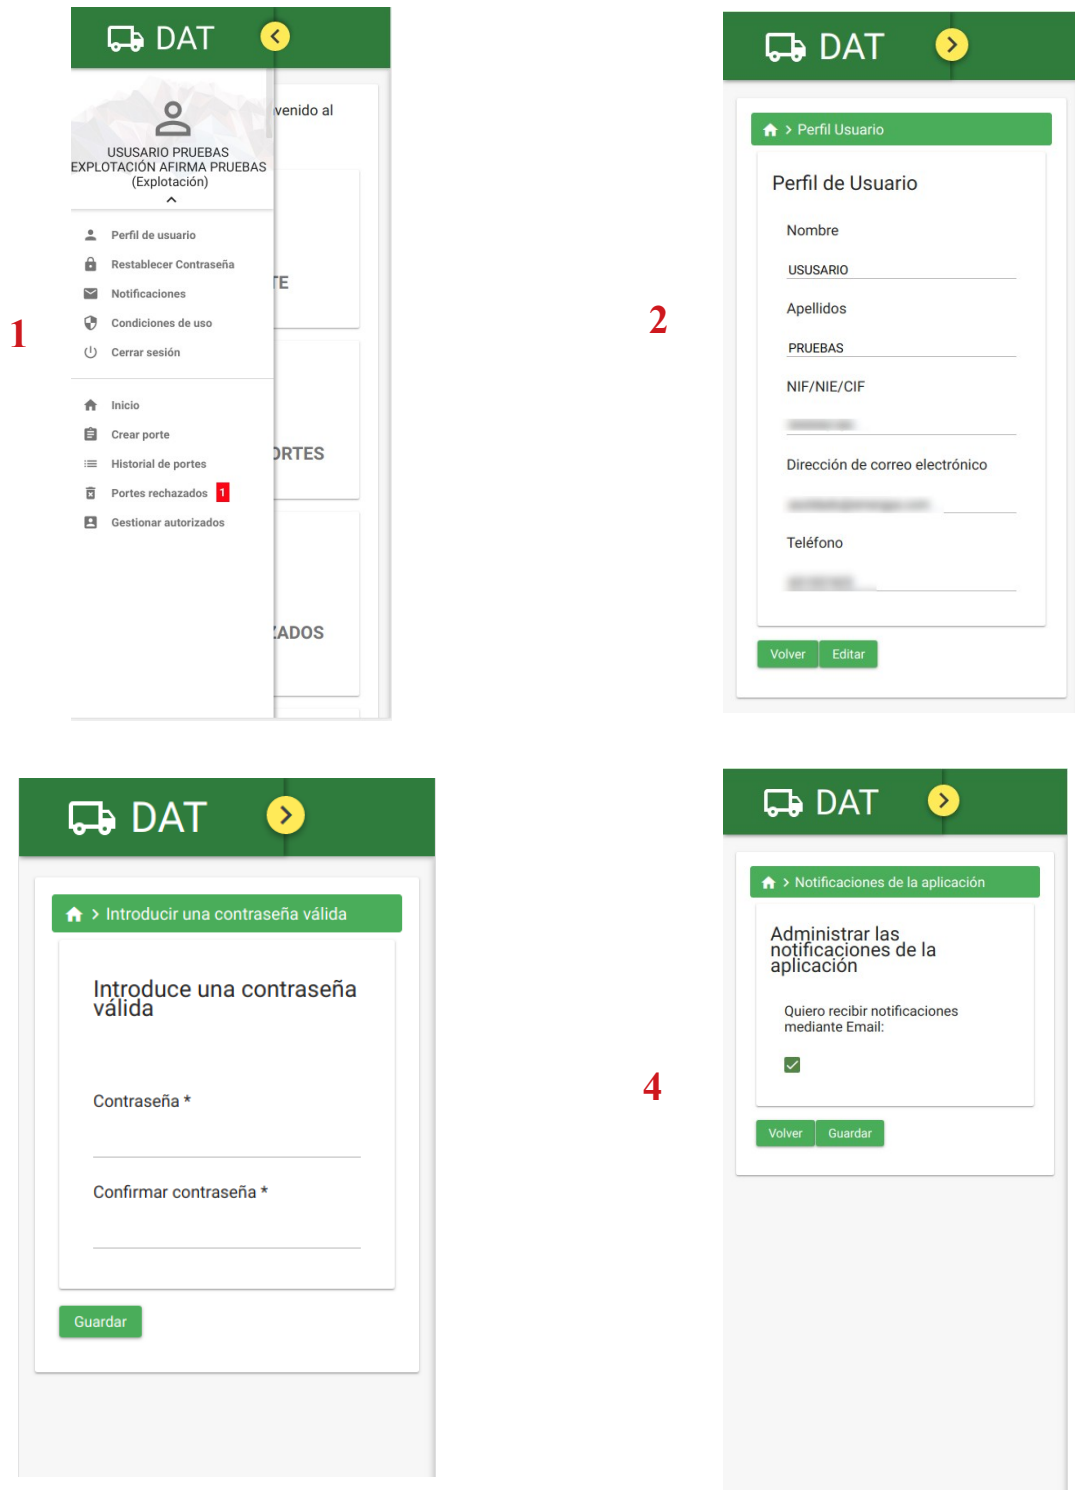 DAT
venido al
USUSARIO PRUEBAS
EXPLOTACIÓN AFIRMA PRUEBAS
(Explotación)
Perfil de usuario
Restablecer Contraseña
Notificaciones
TE
Condiciones de uso
Cerrar sesión
1
Inicio
Crear porte
Historial de portes
ORTES
Portes rechazados 1
Gestionar autorizados
ZADOS
DAT
Perfil Usuario
Perfil de Usuario
Nombre
USUSARIO
Apellidos
2
PRUEBAS
NIF/NIE/CIF
Dirección de correo electrónico
Teléfono
Volver Editar
DAT
> Introducir una contraseña válida
Introduce una contraseña
válida
Contraseña *
Confirmar contraseña *
Guardar
DAT
> Notificaciones de la aplicación
Administrar las
notificaciones de la
aplicación
Quiero recibir notificaciones
mediante Email:
4
Volver Guardar